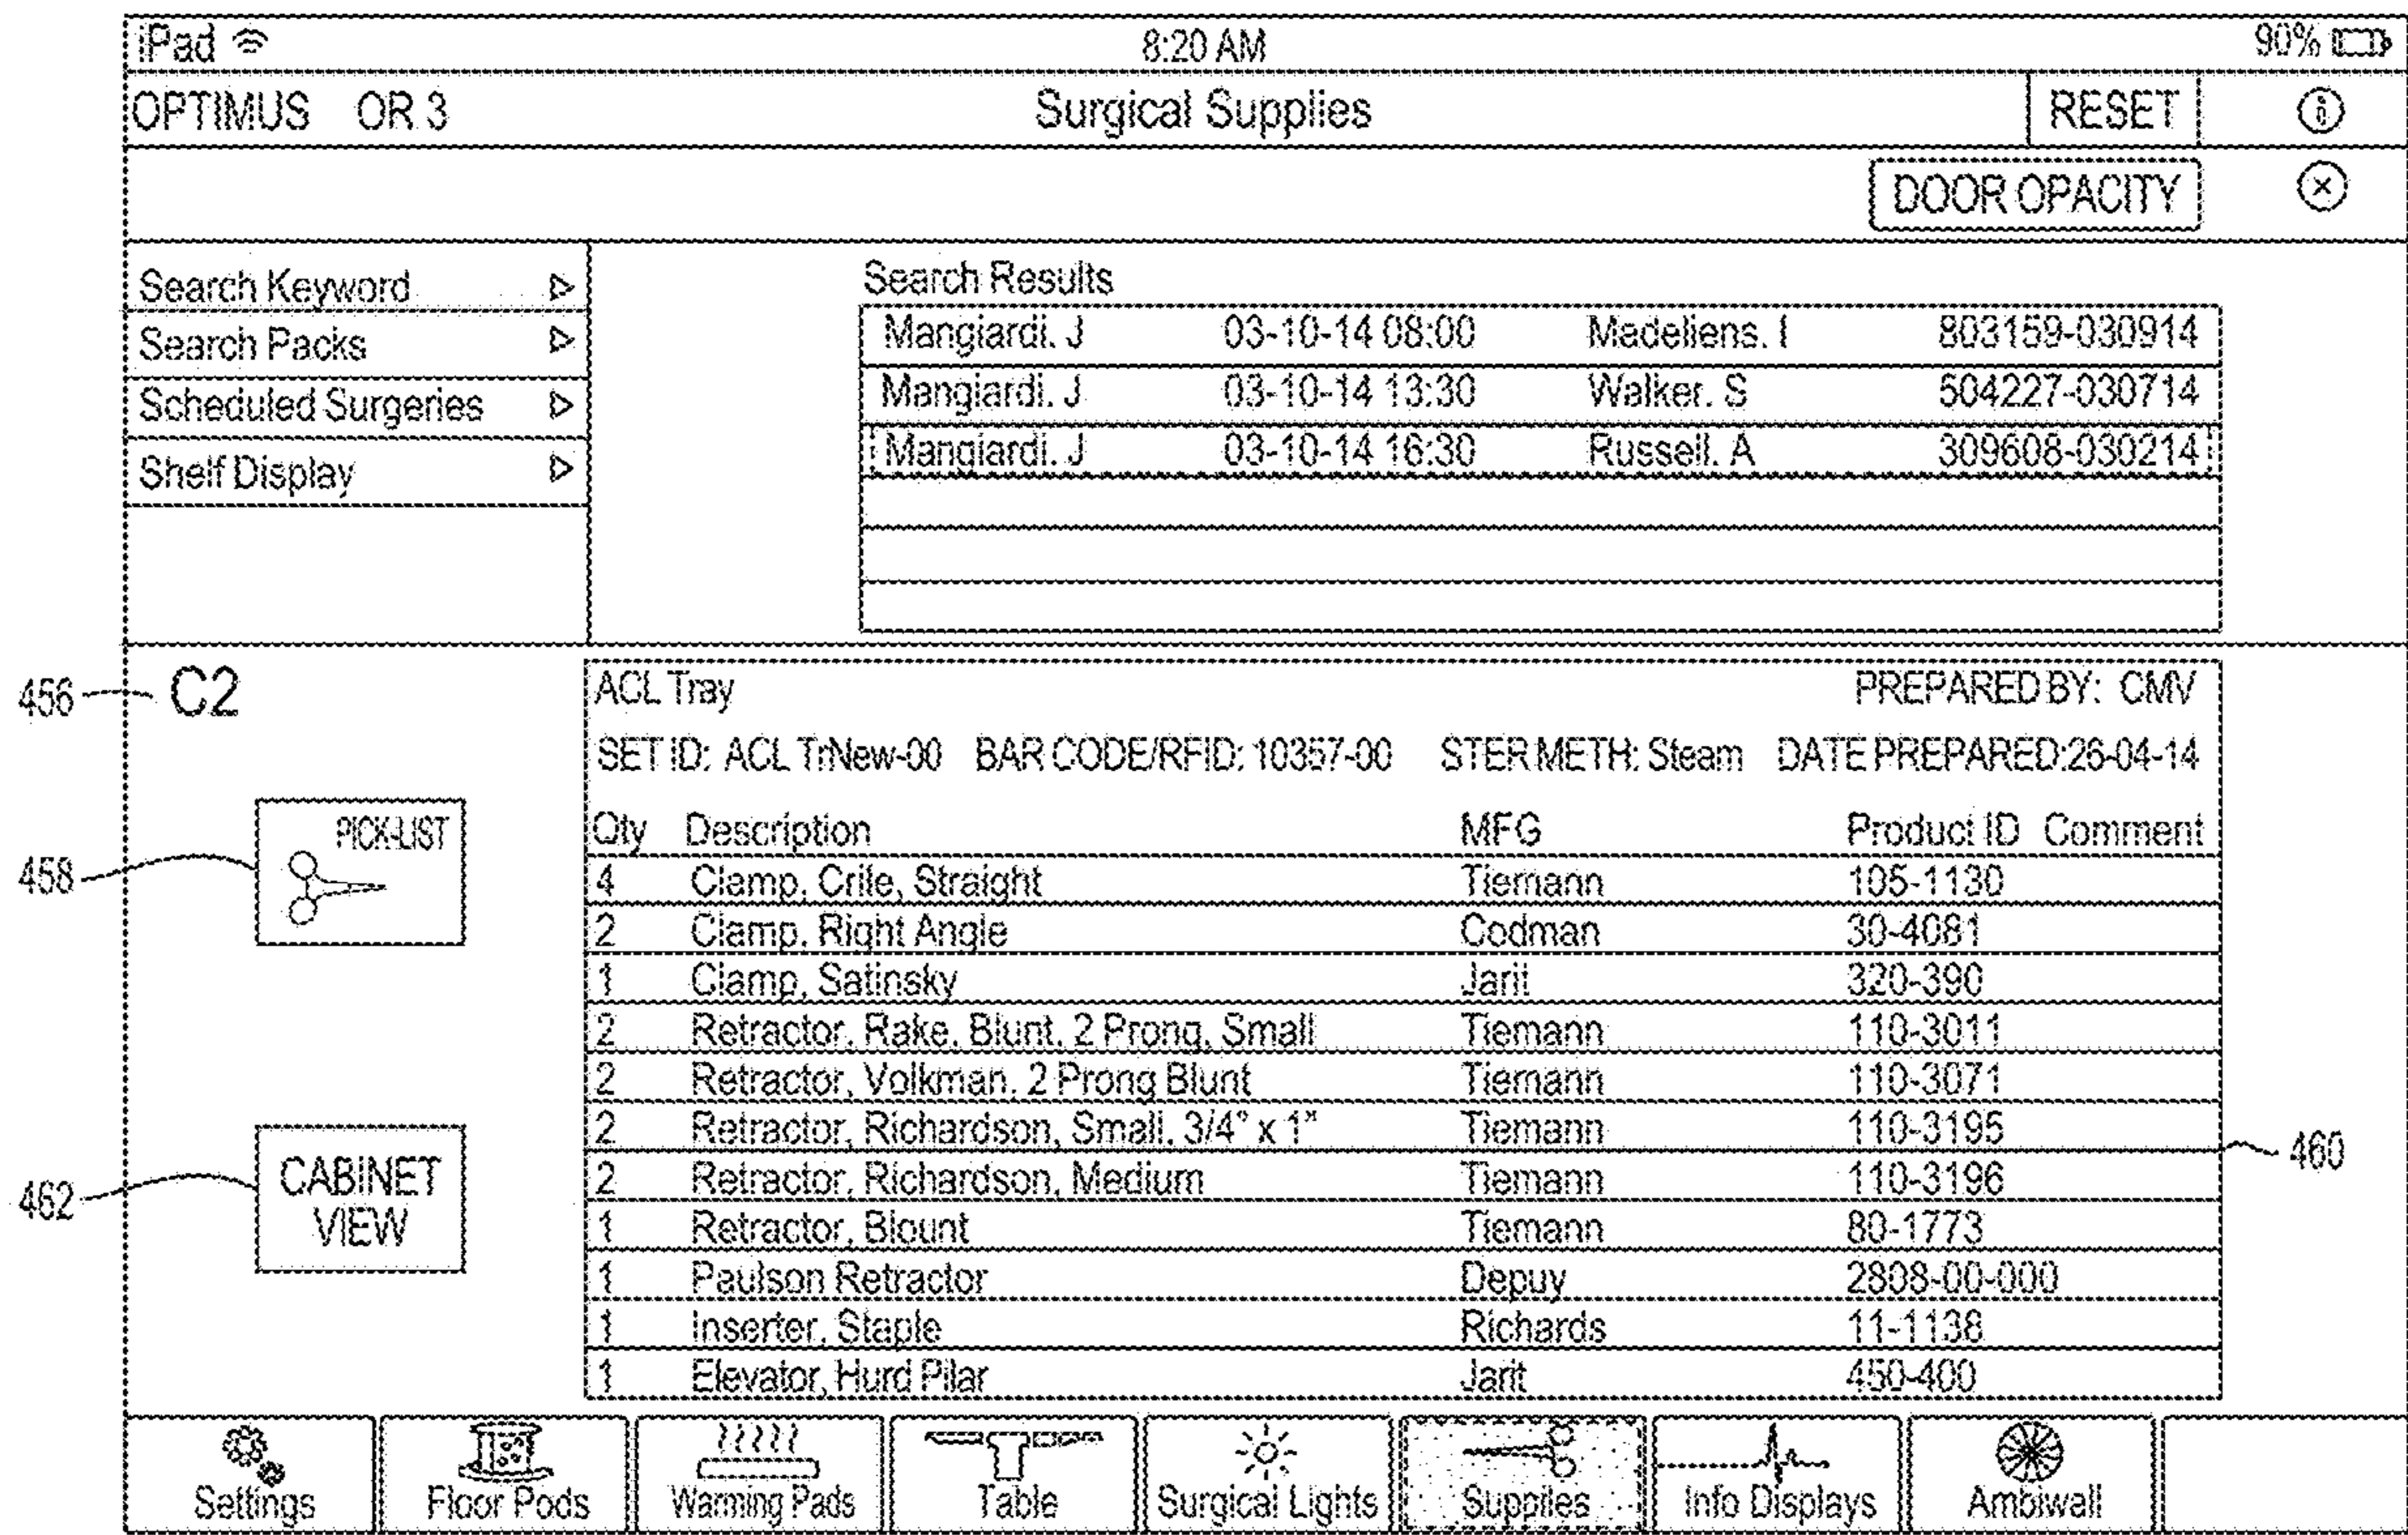 iPad 8:20 AM 90%
OPTIMUS OR 3 Surgical Supplies RESET i
DOOR OPACITY X
Search Keyword
Search Packs
Scheduled Surgeries
Shelf Display
Search Results
Mangiardi. J 03-10-14 08:00 Madeliens. I 803159-030914
Mangiardi. J 03-10-14 13:30 Walker. S 504227-030714
Mangiardi. J 03-10-14 16:30 Russell. A 309608-030214
456 C2
458 PICK-LIST
462 CABINET
VIEW
ACL Tray PREPARED BY: CMV
SET ID: ACL TrNew-00 BAR CODE/RFID: 10357-00 STER METH: Steam DATE PREPARED:26-04-14
Qty Description MFG Product ID Comment
4 Clamp, Crile, Straight Tiemann 105-1130
2 Clamp, Right Angle Codman 30-4081
1 Clamp, Satinsky Jarit 320-390
2 Retractor, Rake, Blunt, 2 Prong, Small Tiemann 110-3011
2 Retractor, Volkman, 2 Prong Blunt Tiemann 110-3071
2 Retractor, Richardson, Small, 3/4" x 1" Tiemann 110-3195
2 Retractor, Richardson, Medium Tiemann 110-3196
1 Retractor, Blount Tiemann 80-1773
1 Paulson Retractor Depuy 2808-00-000
1 Inserter, Staple Richards 11-1138
1 Elevator, Hurd Pilar Jarit 450-400
460
Settings Floor Pods Warming Pads Table Surgical Lights Supplies Info Displays Ambiwall